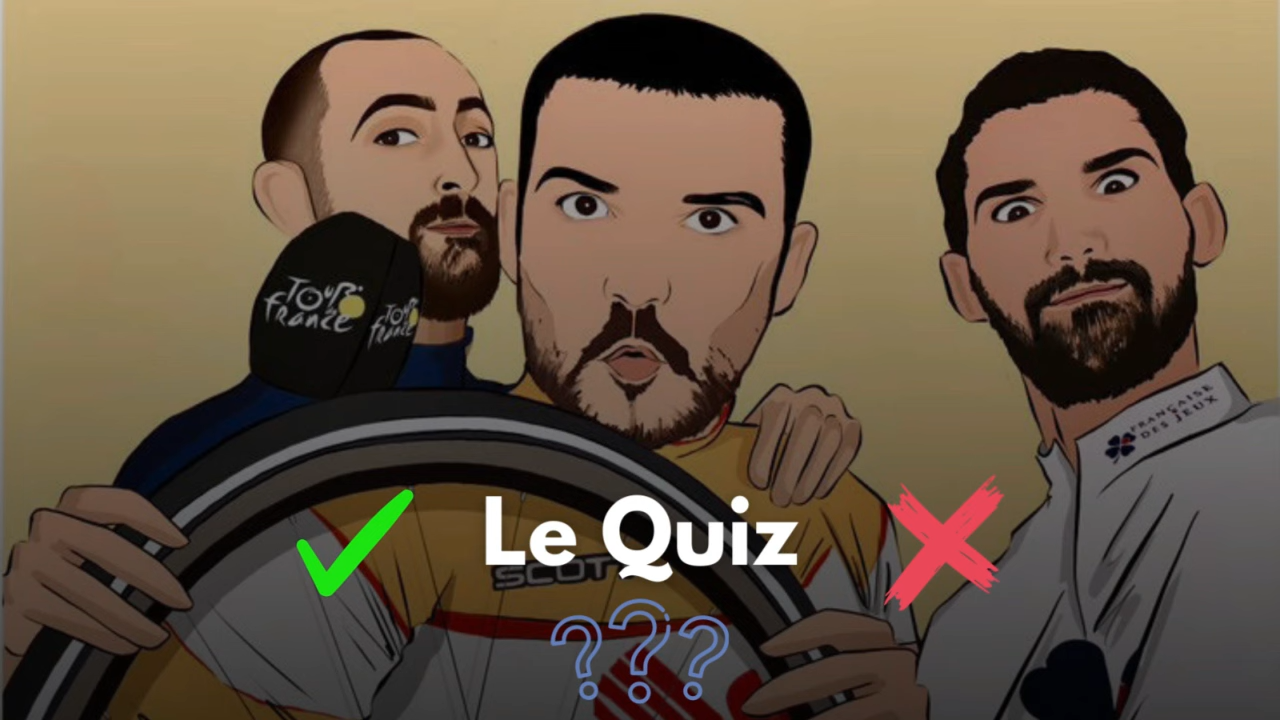 TOUR
de
france
TOUR
de
france
FRANÇAISE
DES JEUX
Le Quiz
SCOTT
???